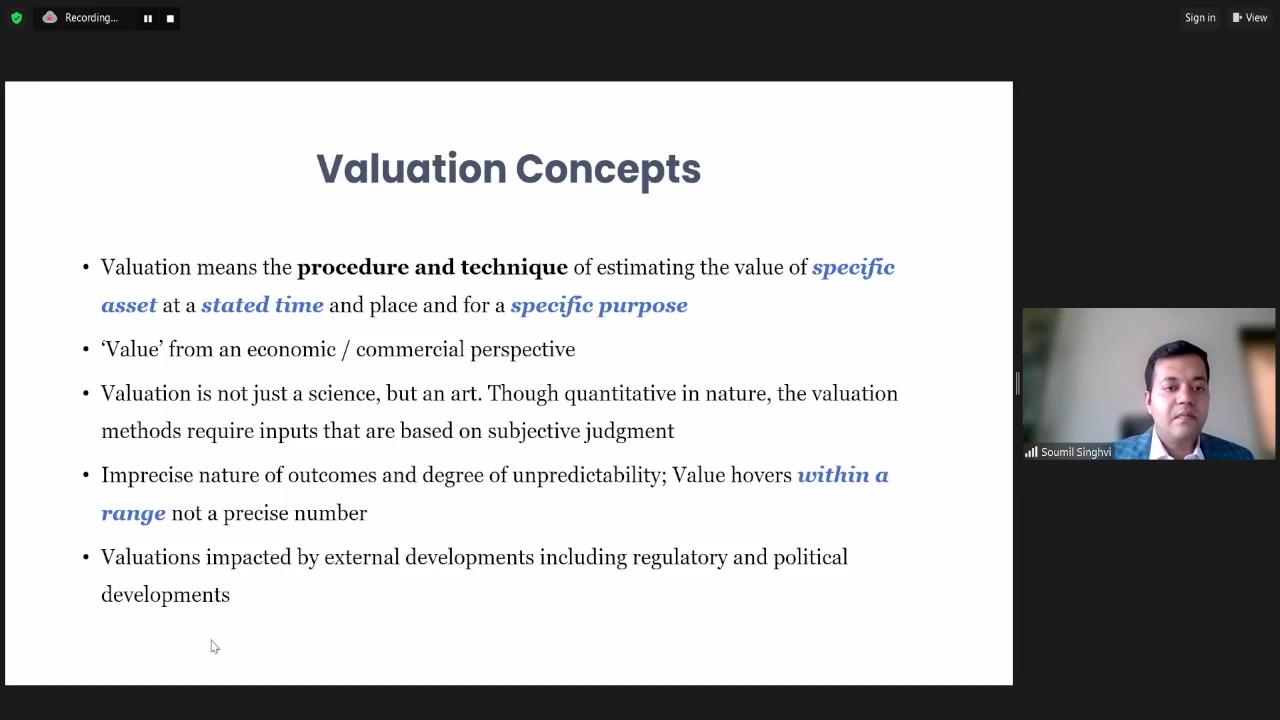 Recording...
Sign in
View
Valuation Concepts
• Valuation means the procedure and technique of estimating the value of specific
asset at a stated time and place and for a specific purpose
• ‘Value’ from an economic / commercial perspective
• Valuation is not just a science, but an art. Though quantitative in nature, the valuation
methods require inputs that are based on subjective judgment
• Imprecise nature of outcomes and degree of unpredictability; Value hovers within a
range not a precise number
• Valuations impacted by external developments including regulatory and political
developments
Soumil Singhvi